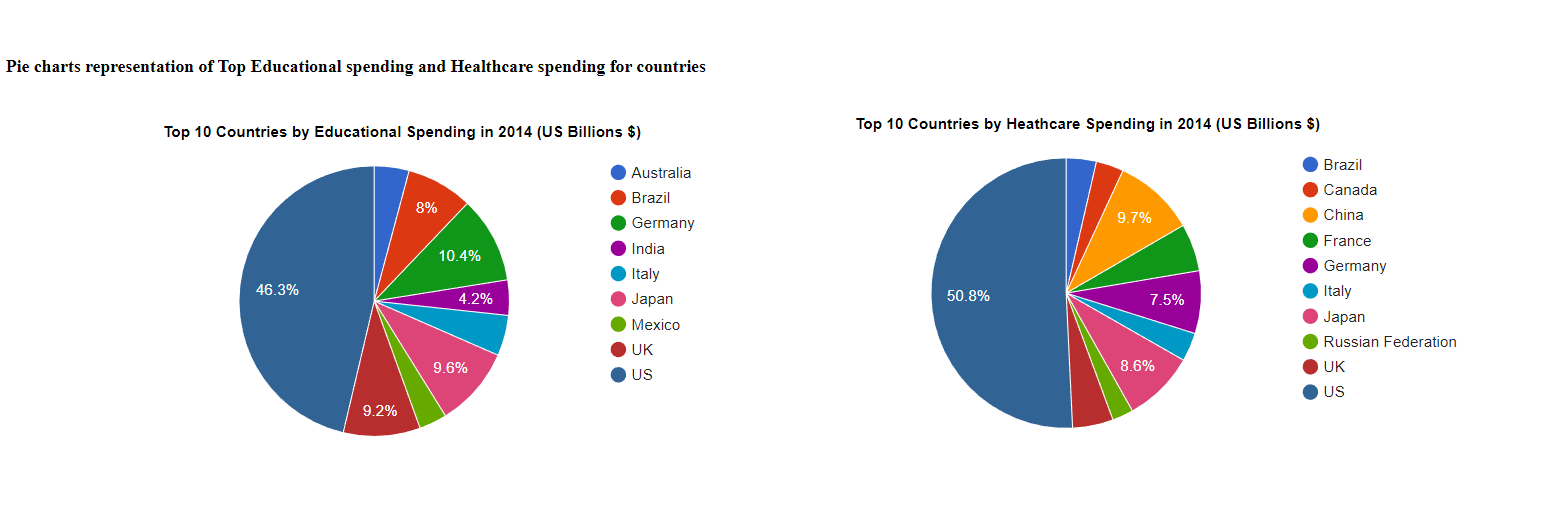 Pie charts representation of Top Educational spending and Healthcare spending for countries
Top 10 Countries by Educational Spending in 2014 (US Billions $)
8%
10.4%
4.2%
9.6%
9.2%
46.3%
Australia
Brazil
Germany
India
Italy
Japan
Mexico
UK
US
Top 10 Countries by Heathcare Spending in 2014 (US Billions $)
9.7%
7.5%
8.6%
50.8%
Brazil
Canada
China
France
Germany
Italy
Japan
Russian Federation
UK
US